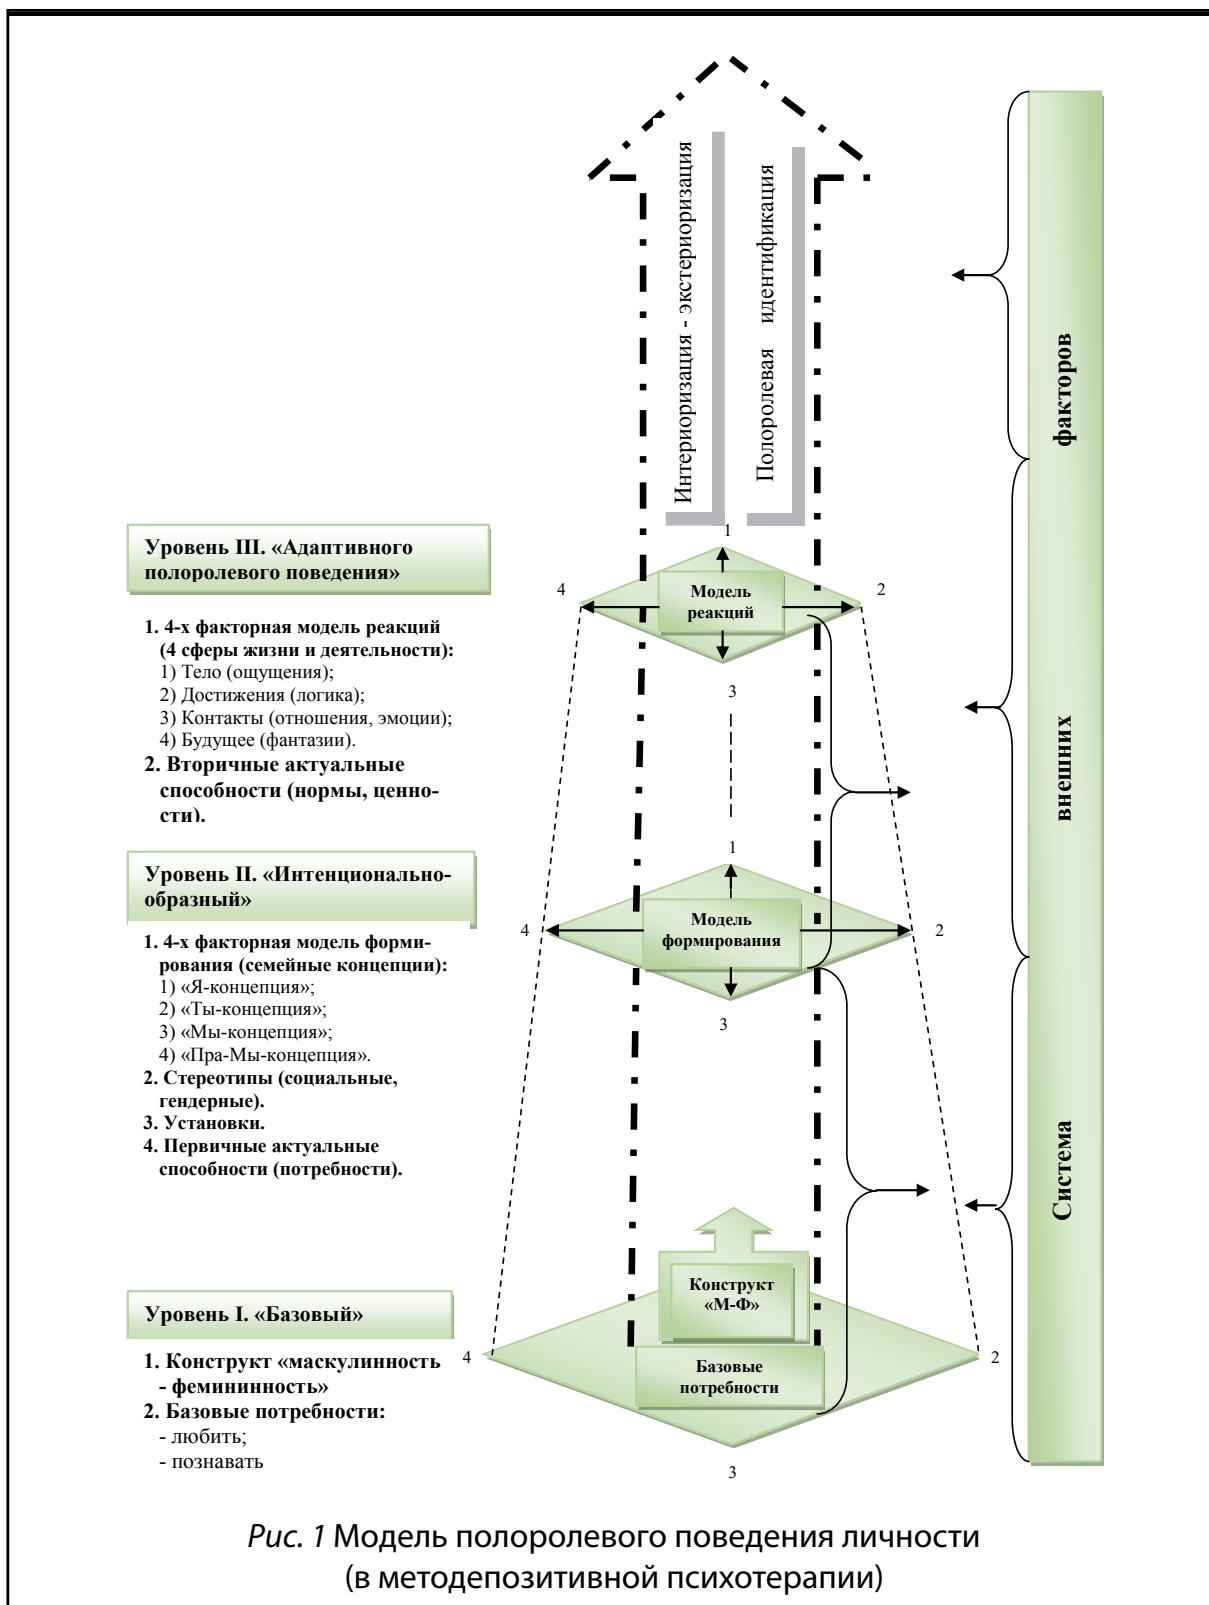 Интериоризация - экстериоризация
Полоролевая идентификация
Система внешних факторов
Уровень III. «Адаптивного
полоролевого поведения»
1. 4-х факторная модель реакций
(4 сферы жизни и деятельности):
1) Тело (ощущения);
2) Достижения (логика);
3) Контакты (отношения, эмоции);
4) Будущее (фантазии).
2. Вторичные актуальные
способности (нормы, ценно-
сти).
1
4
Модель
реакций
2
3
Уровень II. «Интенционально-
образный»
1. 4-х факторная модель форми-
рования (семейные концепции):
1) «Я-концепция»;
2) «Ты-концепция»;
3) «Мы-концепция»;
4) «Пра-Мы-концепция».
2. Стереотипы (социальные,
гендерные).
3. Установки.
4. Первичные актуальные
способности (потребности).
1
4
Модель
формирования
2
3
Уровень I. «Базовый»
1. Конструкт «маскулинность
- фемининность»
2. Базовые потребности:
- любить;
- познавать
Конструкт
«М-Ф»
4
Базовые
потребности
2
3
Рис. 1 Модель полоролевого поведения личности
(в методепозитивной психотерапии)